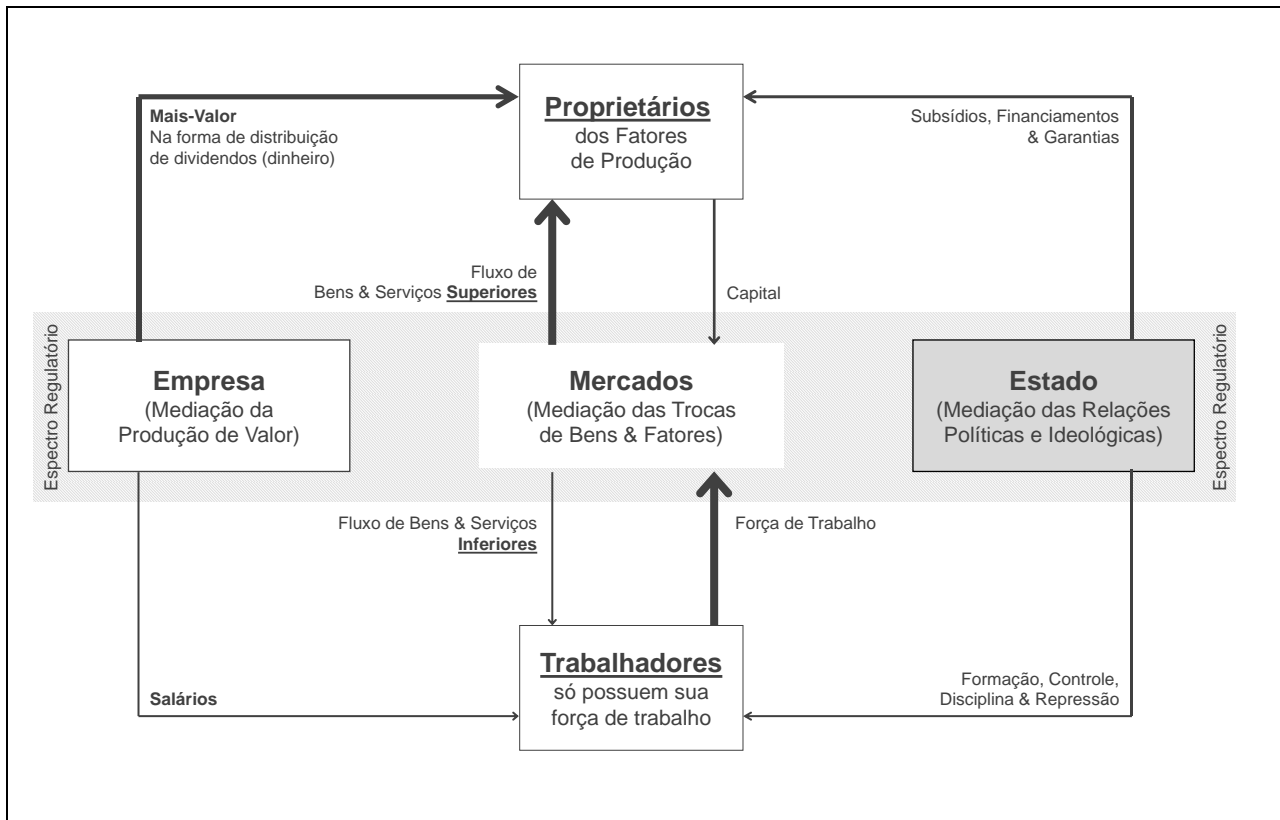 Proprietários
dos Fatores
de Produção
Mais-Valor
Na forma de distribuição
de dividendos (dinheiro)
Subsídios, Financiamentos
& Garantias
Fluxo de
Bens & Serviços Superiores
Capital
Espectro Regulatório
Empresa
(Mediação da
Produção de Valor)
Mercados
(Mediação das Trocas
de Bens & Fatores)
Estado
(Mediação das Relações
Políticas e Ideológicas)
Espectro Regulatório
Fluxo de Bens & Serviços
Inferiores
Força de Trabalho
Trabalhadores
só possuem sua
força de trabalho
Salários
Formação, Controle,
Disciplina & Repressão